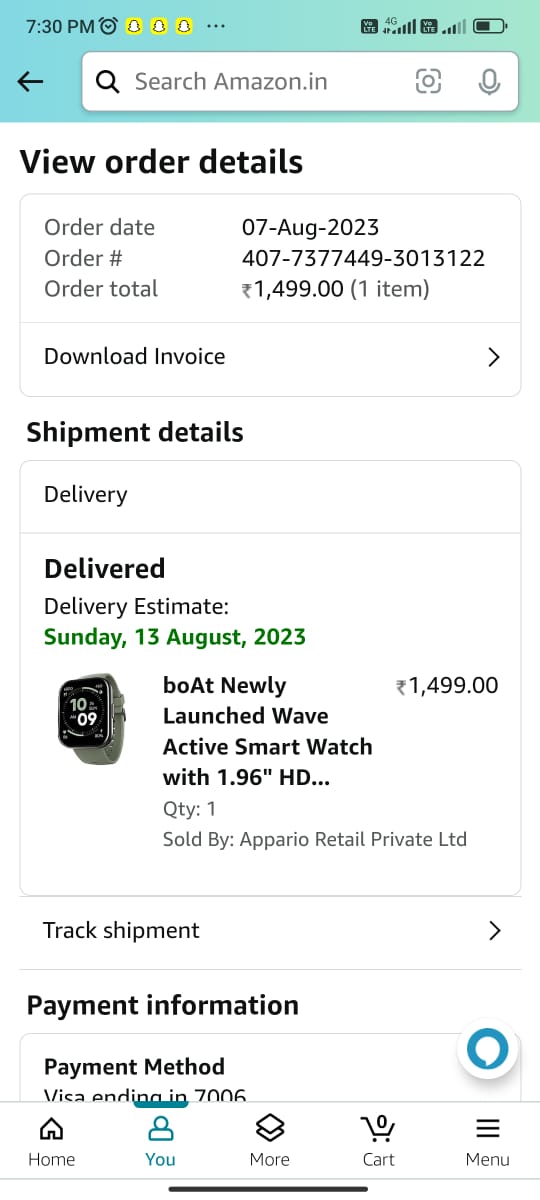 7:30 PM
4G
Search Amazon.in
View order details
Order date 07-Aug-2023
Order # 407-7377449-3013122
Order total ₹1,499.00 (1 item)
Download Invoice
Shipment details
Delivery
Delivered
Delivery Estimate:
Sunday, 13 August, 2023
boAt Newly ₹1,499.00
Launched Wave
Active Smart Watch
with 1.96" HD...
Qty: 1
Sold By: Appario Retail Private Ltd
10
09
Track shipment
Payment information
Payment Method
Visa ending in 7006
0
Home You More Cart Menu